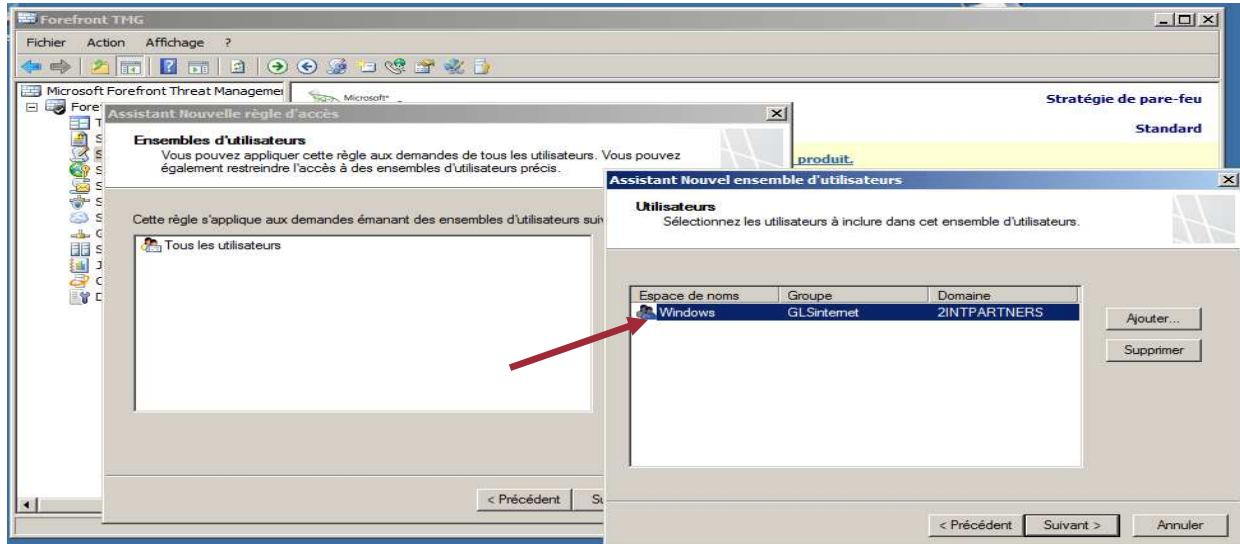 Forefront TMG
Fichier Action Affichage ?
Microsoft Forefront Threat Managemer
Microsoft
Stratégie de pare-feu
Standard
produit.
Assistant Nouvelle règle d'accès
Ensembles d'utilisateurs
Vous pouvez appliquer cette règle aux demandes de tous les utilisateurs. Vous pouvez
également restreindre l'accès à des ensembles d'utilisateurs précis.
Cette règle s'applique aux demandes émanant des ensembles d'utilisateurs sui
Tous les utilisateurs
< Précédent
Assistant Nouvel ensemble d'utilisateurs
Utilisateurs
Sélectionnez les utilisateurs à inclure dans cet ensemble d'utilisateurs.
Espace de noms Groupe Domaine
Windows GLSinternet 2INTPARTNERS
Ajouter...
Supprimer
< Précédent Suivant > Annuler